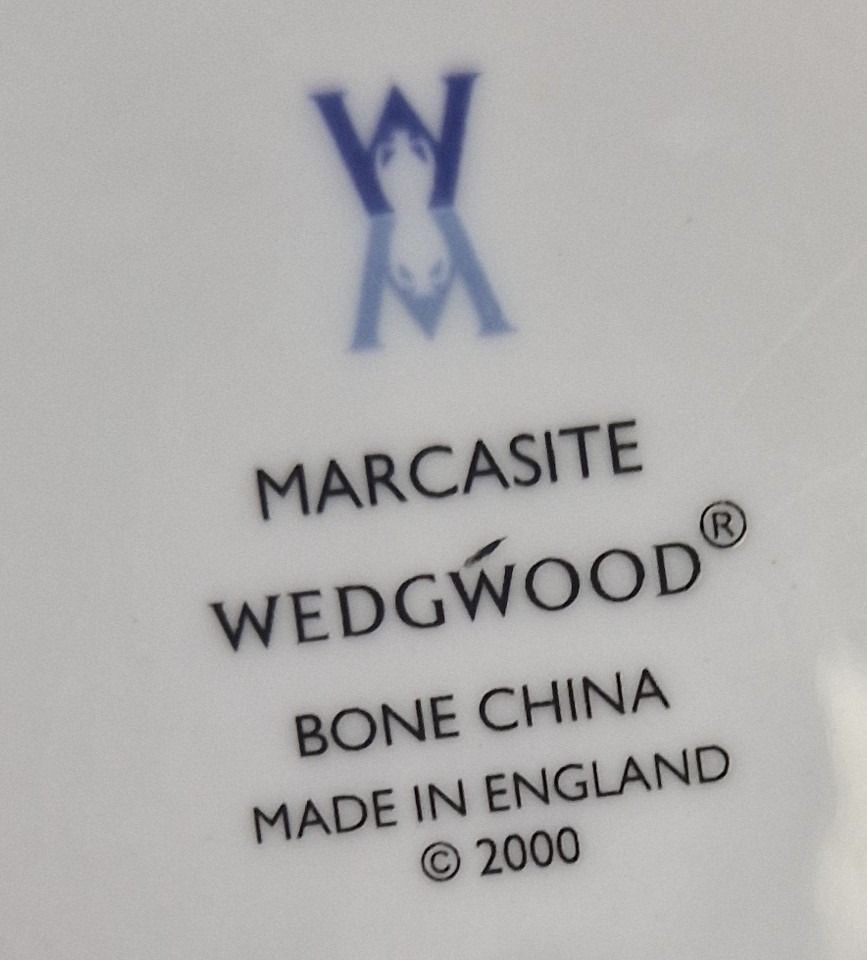 W
MARCASITE
WEDGWOOD®
BONE CHINA
MADE IN ENGLAND
© 2000